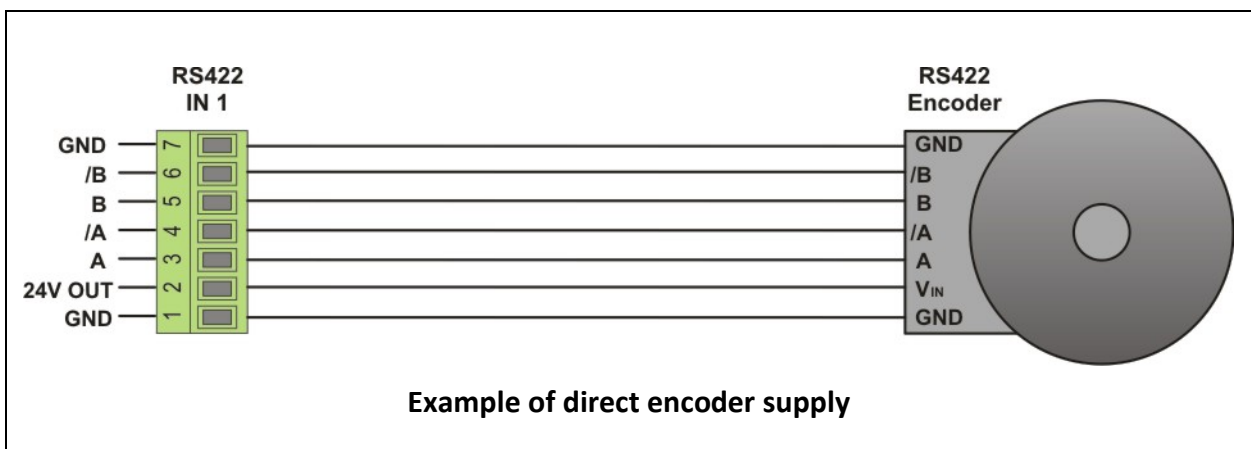 RS422
IN 1
RS422
Encoder
GND 7 GND
/B 6 /B
B 5 B
/A 4 /A
A 3 A
24V OUT 2 VIN
GND 1 GND
Example of direct encoder supply